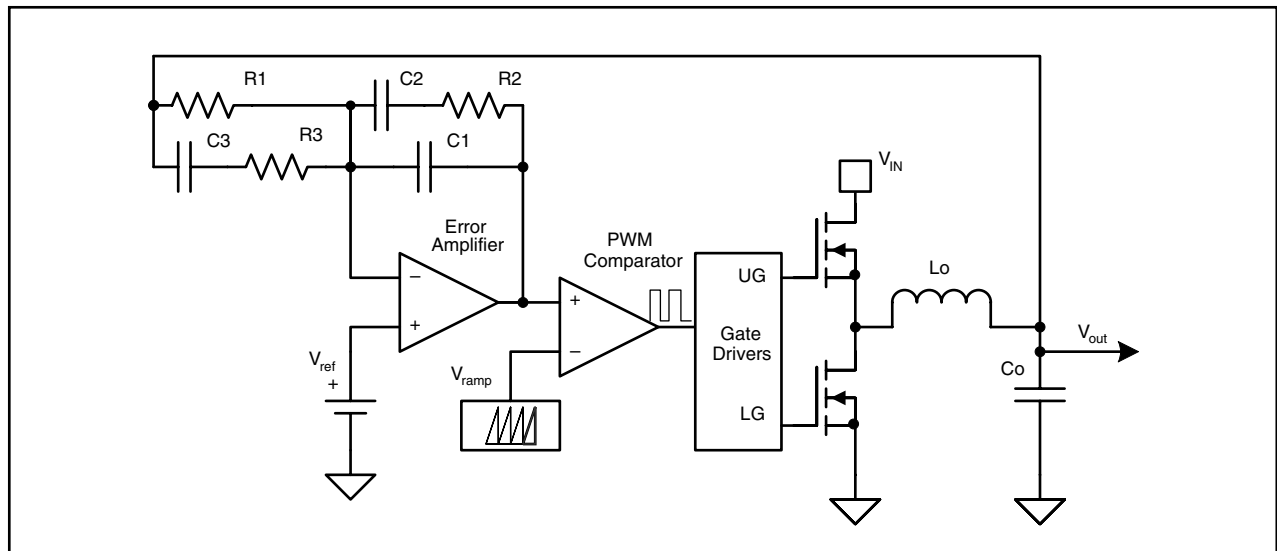 R1
C2
R2
C3
R3
C1
V_IN
Error
Amplifier
PWM
Comparator
UG
Lo
−
+
+
−
Gate
Drivers
V_out
V_ref
+
V_ramp
Co
LG